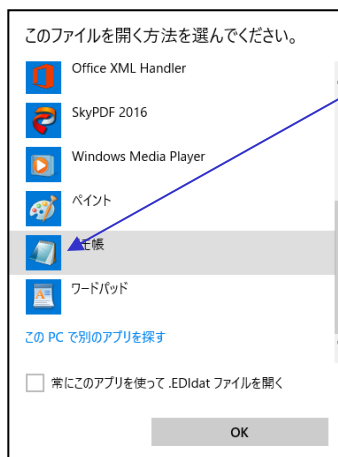 このファイルを開く方法を選んでください。
Office XML Handler
SkyPDF 2016
Windows Media Player
ペイント
モ帳
ワードパッド
この PC で別のアプリを探す
常にこのアプリを使って .EDIdat ファイルを開く
OK